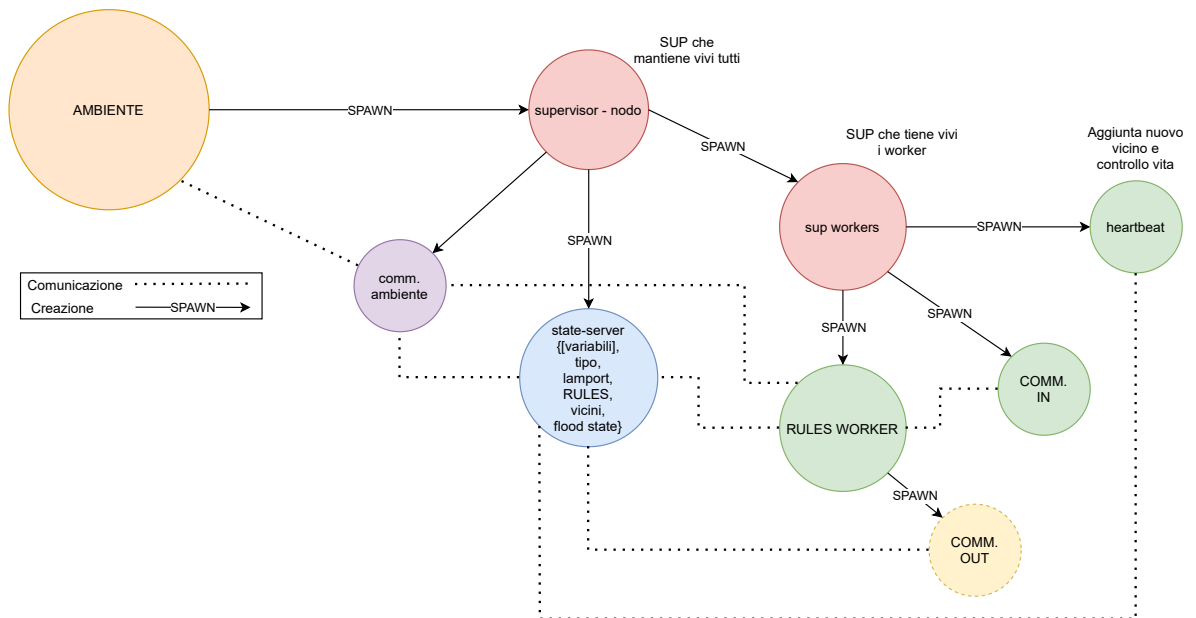 SUP che
mantiene vivi tutti
AMBIENTE
SPAWN
supervisor - nodo
SPAWN
SUP che tiene vivi
i worker
Aggiunta nuovo
vicino e
controllo vita
sup workers
SPAWN
heartbeat
SPAWN
comm.
ambiente
Comunicazione
Creazione
SPAWN
state-server
{[variabili],
tipo,
lamport,
RULES,
vicini,
flood state}
SPAWN
SPAWN
COMM.
IN
RULES WORKER
SPAWN
COMM.
OUT